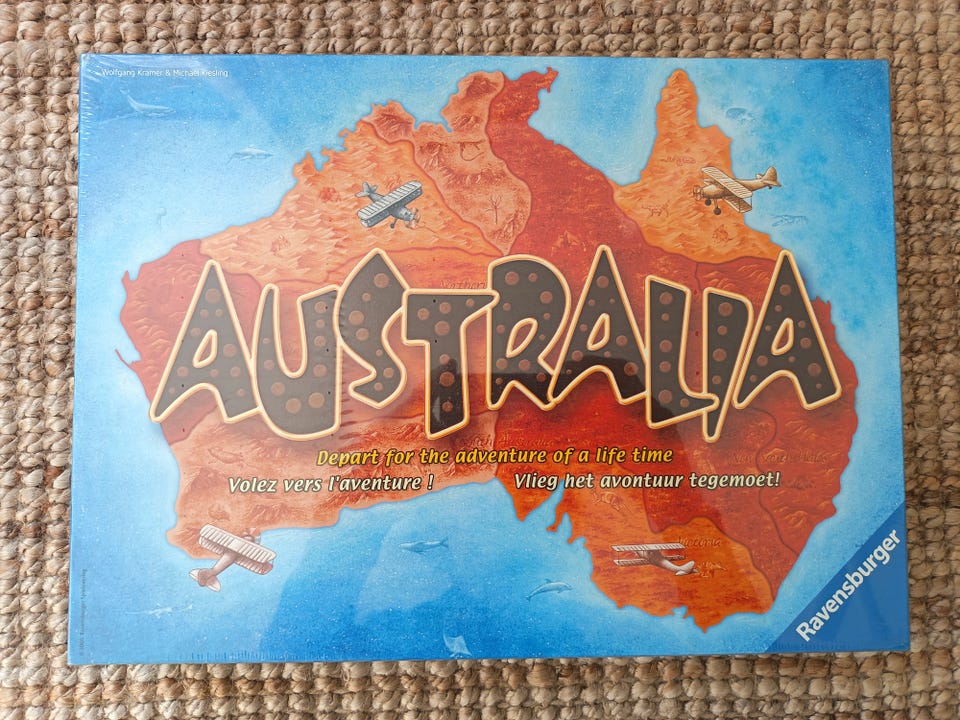 Wolfgang Kramer & Michael Kiesling
AUSTRALIA
Depart for the adventure of a life time
Volez vers l'aventure !
Vlieg het avontuur tegemoet!
Victoria
Ravensburger